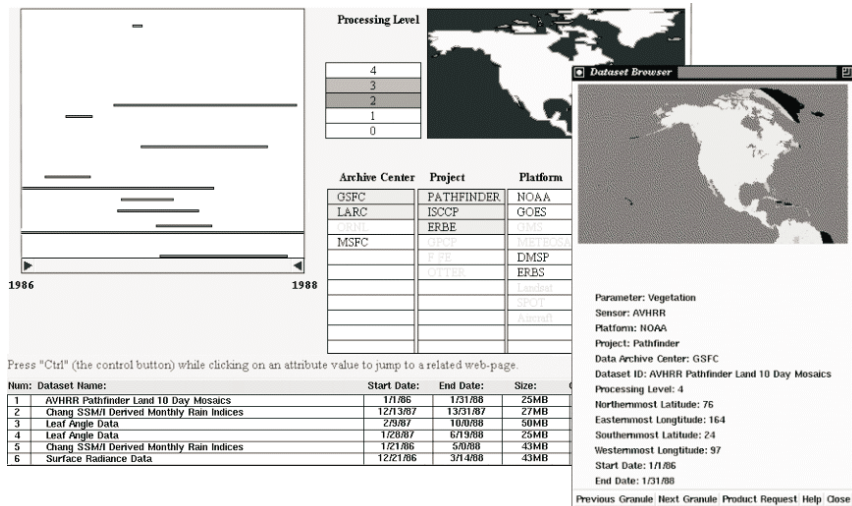 Processing Level
4
3
2
1
0
1986 1988
Archive Center Project Platform
GSFC PATHFINDER NOAA
LARC ISCCP GOES
ORNL ERBE GMS
MSFC GPCP METEOSA
F IFE DMSP
OTTER ERBS
Landsat
SPOT
Aircraft
Press "Ctrl" (the control button) while clicking on an attribute value to jump to a related web-page.
Num: Dataset Name: Start Date: End Date: Size:
1 AVHRR Pathfinder Land 10 Day Mosaics 1/1/86 1/31/88 25MB
2 Chang SSM/I Derived Monthly Rain Indices 12/13/87 13/31/87 27MB
3 Leaf Angle Data 2/9/87 10/0/88 50MB
4 Leaf Angle Data 1/28/87 6/19/88 25MB
5 Chang SSM/I Derived Monthly Rain Indices 1/21/86 5/0/88 43MB
6 Surface Radiance Data 12/21/86 3/14/88 43MB
Dataset Browser
Parameter: Vegetation
Sensor: AVHRR
Platform: NOAA
Project: Pathfinder
Data Archive Center: GSFC
Dataset ID: AVHRR Pathfinder Land 10 Day Mosaics
Processing Level: 4
Northernmost Latitude: 76
Easternmost Longtitude: 164
Southernmost Latitude: 24
Westernmost Longtitude: 97
Start Date: 1/1/86
End Date: 1/31/88
Previous Granule Next Granule Product Request Help Close